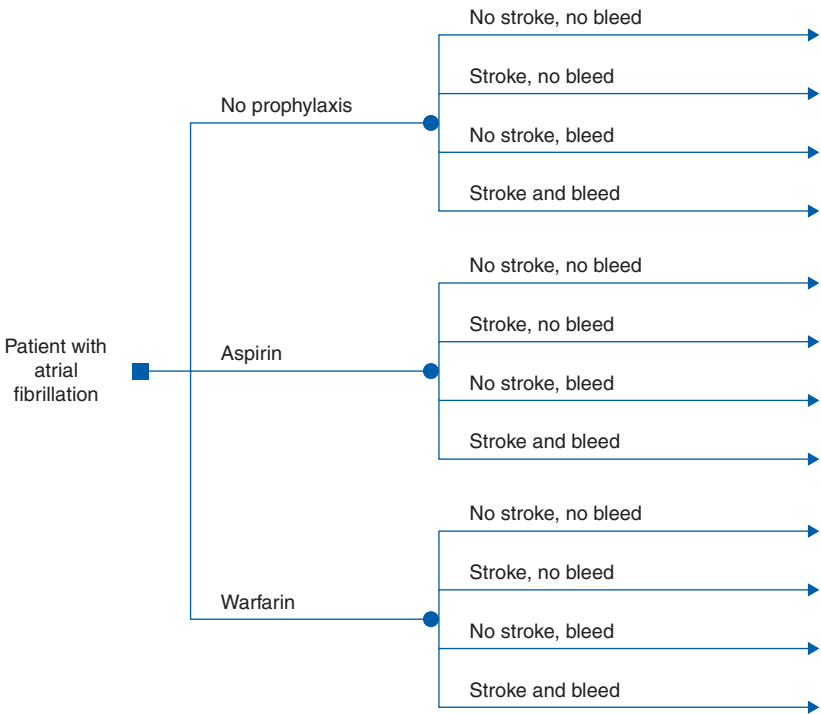 No stroke, no bleed
Stroke, no bleed
No prophylaxis
No stroke, bleed
Stroke and bleed
No stroke, no bleed
Stroke, no bleed
Patient with
atrial
fibrillation
Aspirin
No stroke, bleed
Stroke and bleed
No stroke, no bleed
Stroke, no bleed
Warfarin
No stroke, bleed
Stroke and bleed